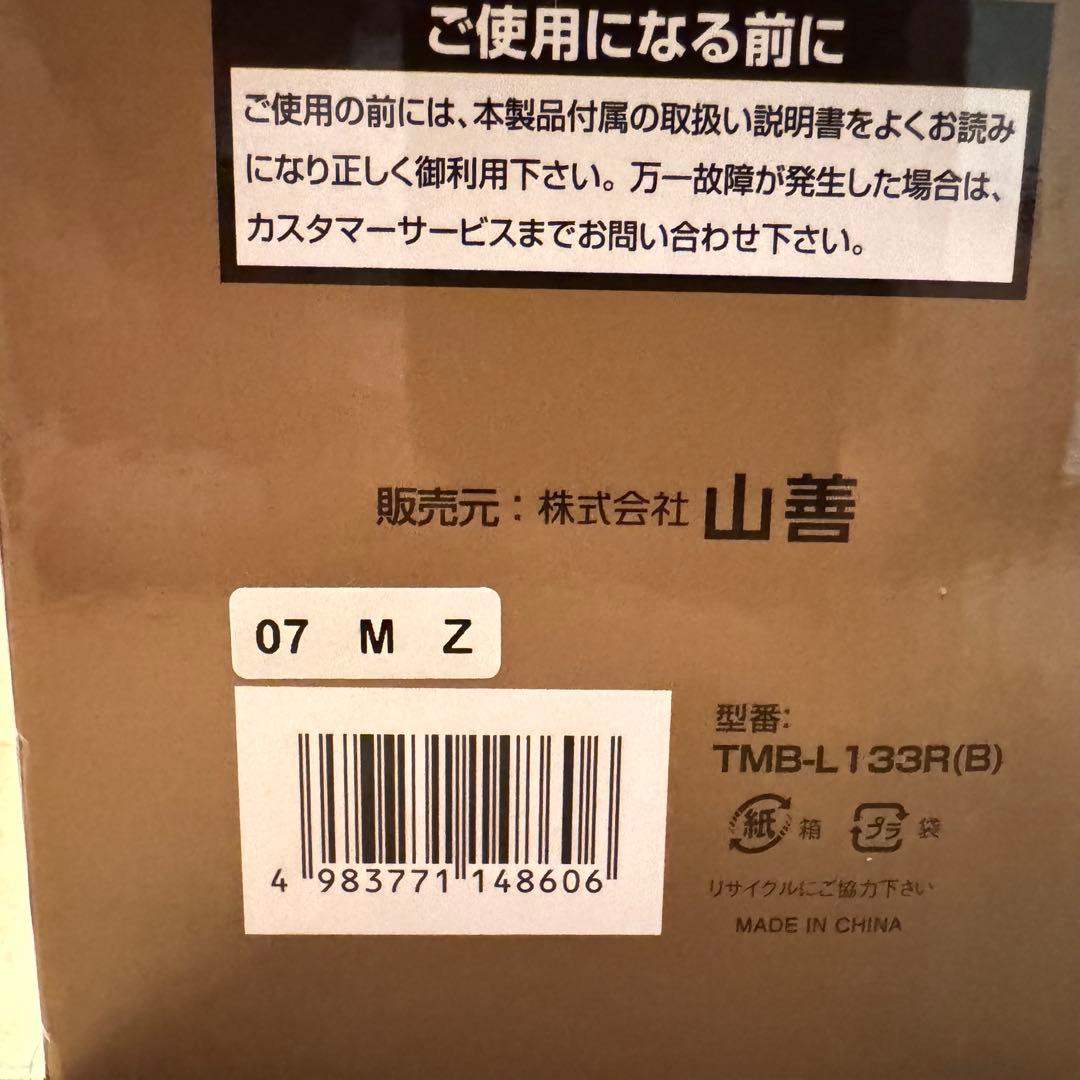 ご使用になる前に
ご使用の前には、本製品付属の取扱い説明書をよくお読み
になり正しく御利用下さい。万一故障が発生した場合は、
カスタマーサービスまでお問い合わせ下さい。
販売元：株式会社 山善
07 M Z
4 983771 148606
型番:
TMB-L133R(B)
紙 箱 プラ 袋
リサイクルにご協力下さい
MADE IN CHINA